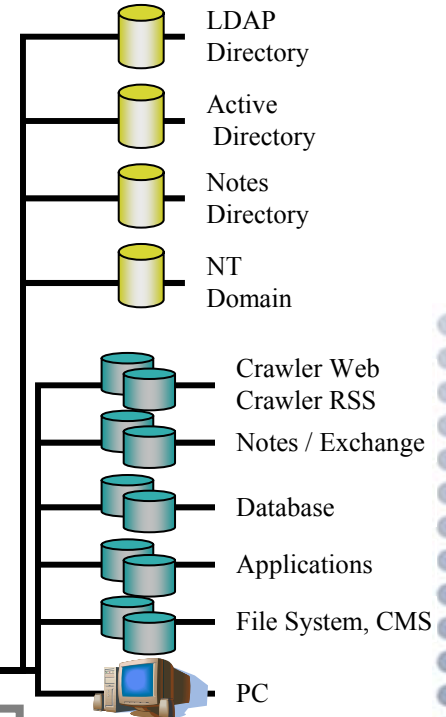 LDAP
Directory
Active
Directory
Notes
Directory
NT
Domain
Crawler Web
Crawler RSS
Notes / Exchange
Database
Applications
File System, CMS
PC